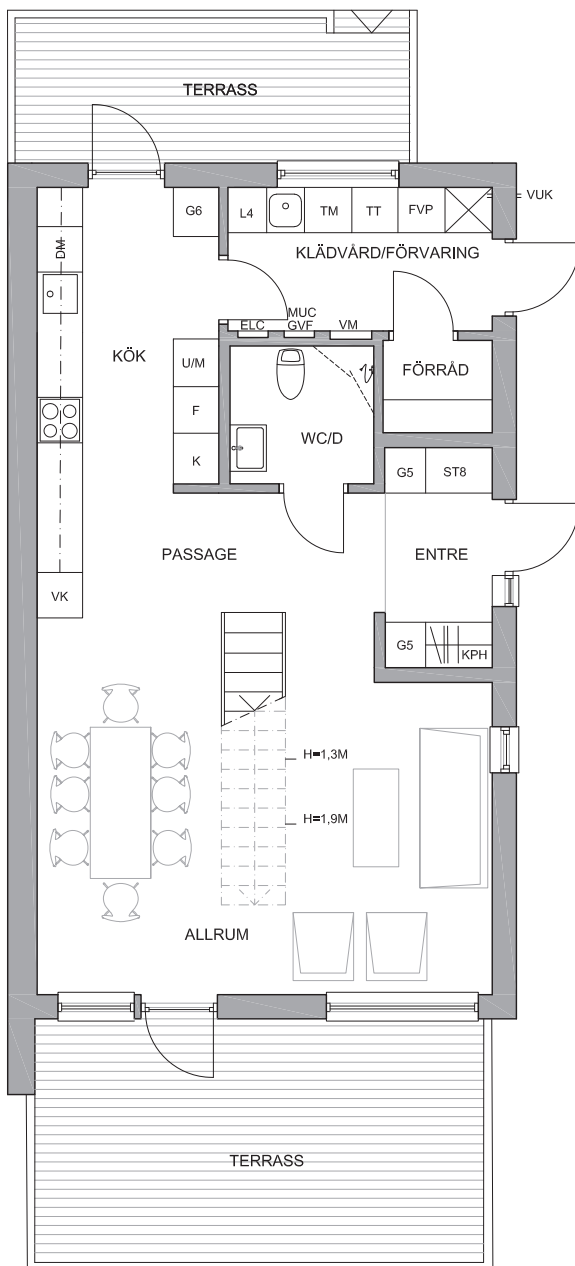 TERRASS
VUK
G6
L4
TM
TT
FVP
DM
KLÄDVÅRD/FÖRVARING
ELC
MUC
GVF
VM
KÖK
U/M
FÖRRÅD
F
WC/D
K
G5
ST8
PASSAGE
ENTRE
VK
G5
KPH
H=1,3M
H=1,9M
ALLRUM
TERRASS